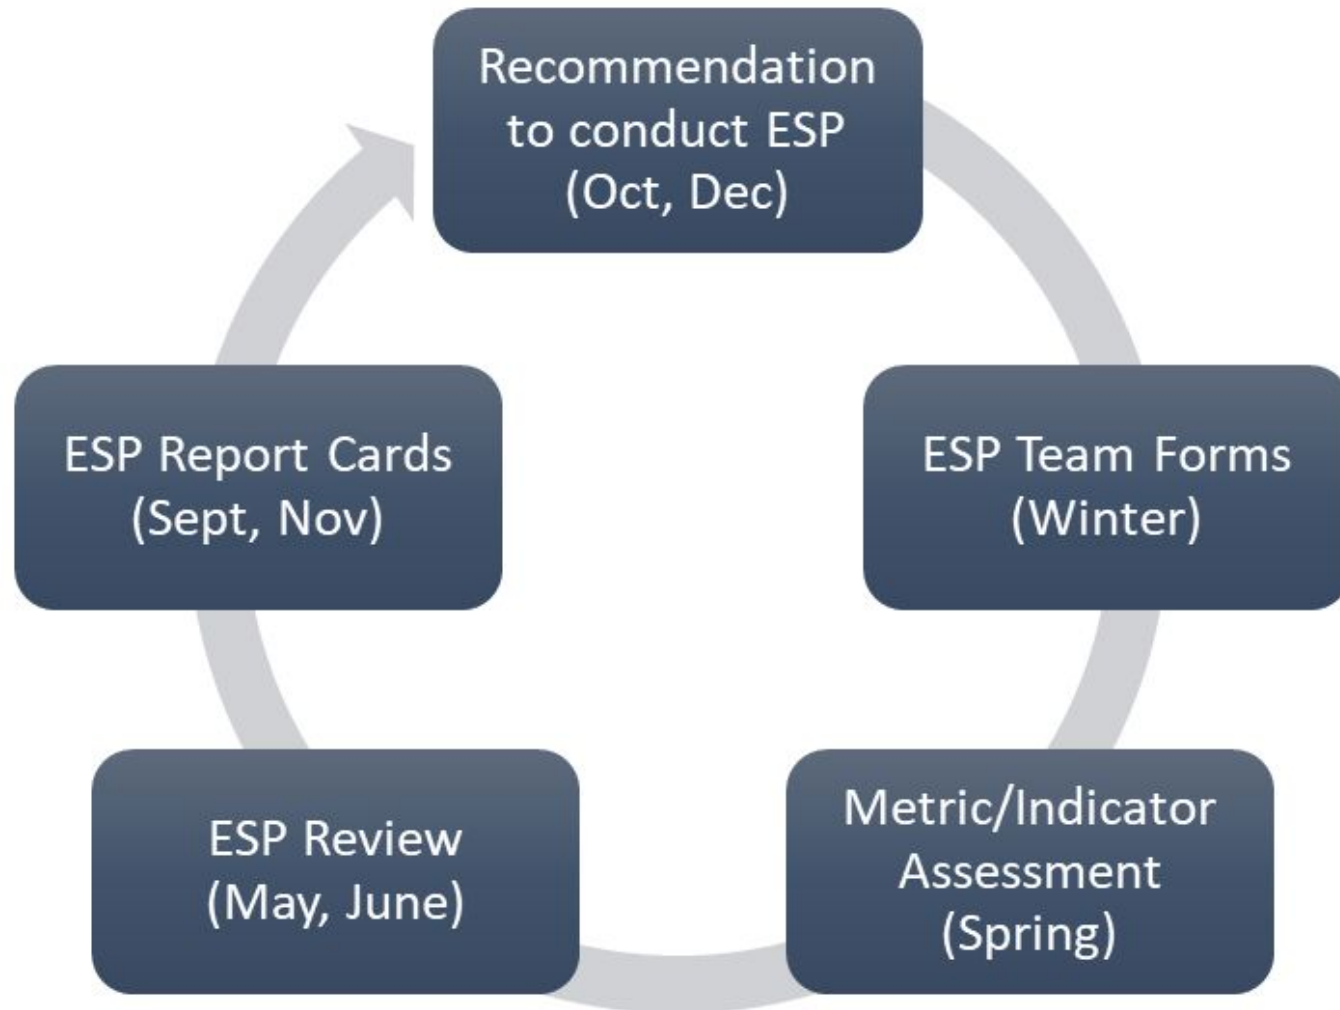 Recommendation
to conduct ESP
(Oct, Dec)
ESP Team Forms
(Winter)
Metric/Indicator
Assessment
(Spring)
ESP Review
(May, June)
ESP Report Cards
(Sept, Nov)